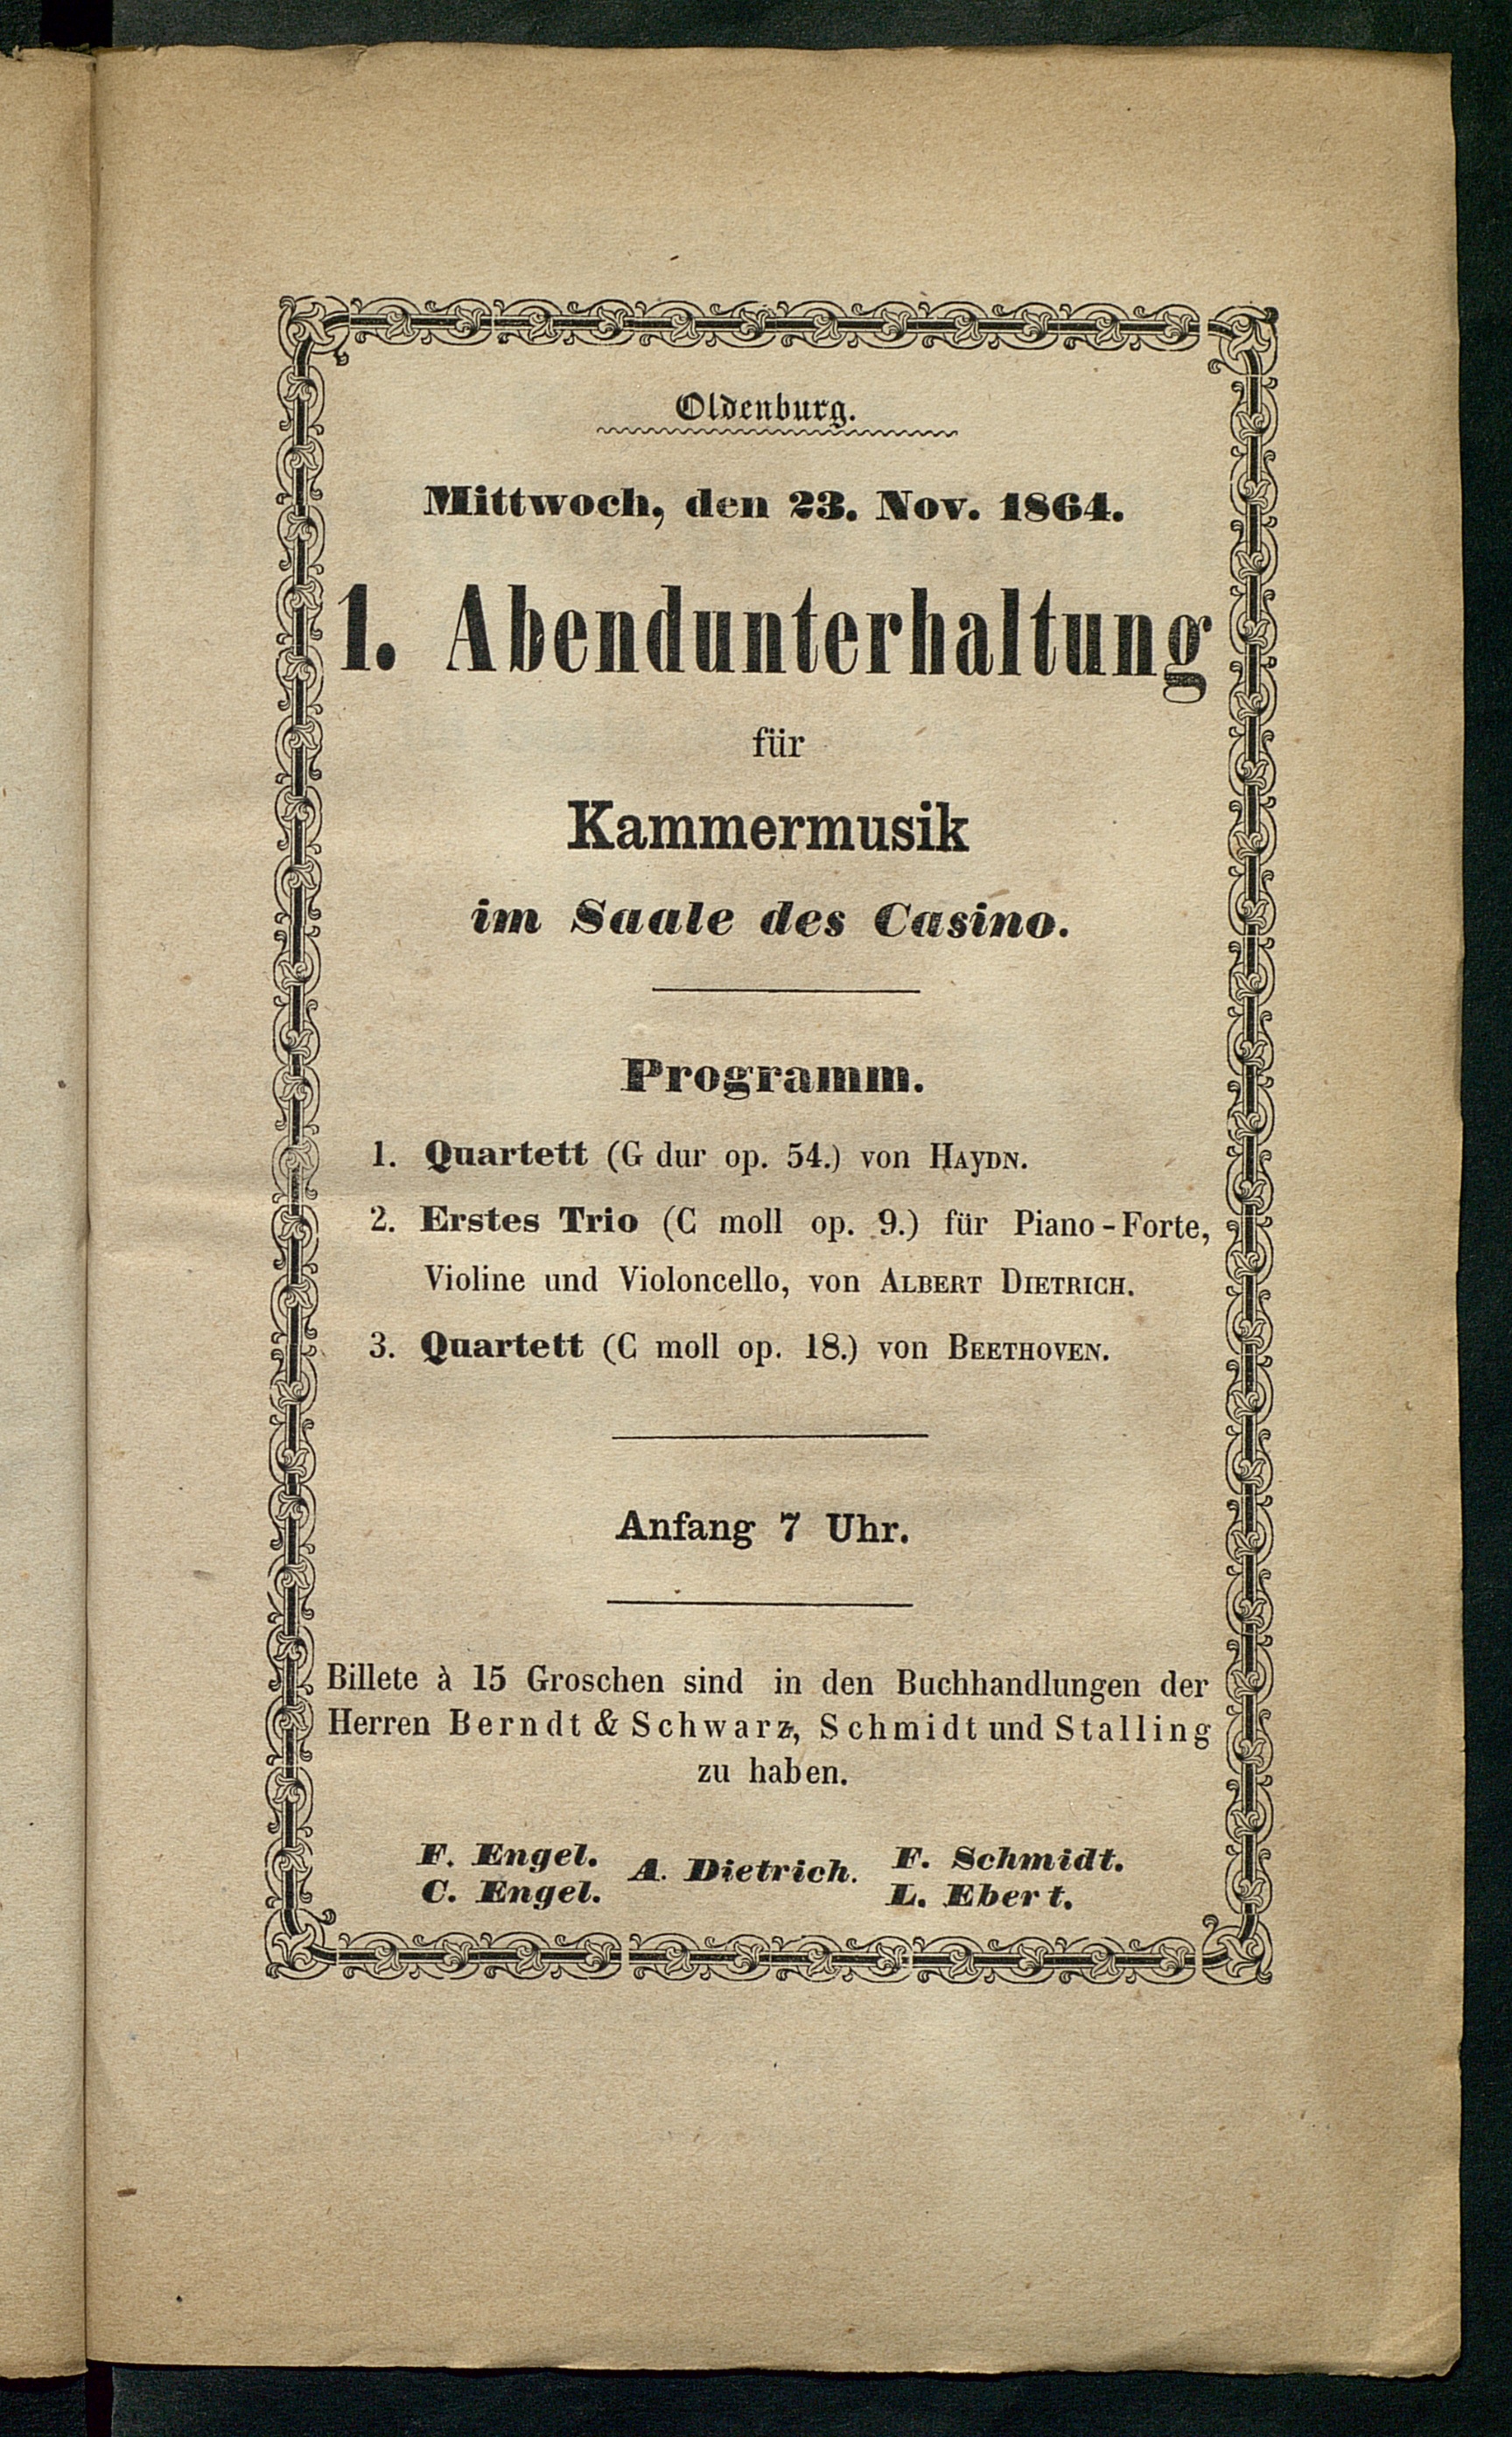 Oldenburg.
Mittwoch, den 23. Nov. 1864.
1. Abendunterhaltung
für
Kammermusik
im Saale des Casino.
Programm.
1. Quartett (G dur op. 54.) von HAYDN.
2. Erstes Trio (C moll op. 9.) für Piano-Forte,
Violine und Violoncello, von ALBERT DIETRICH.
3. Quartett (C moll op. 18.) von BEETHOVEN.
Anfang 7 Uhr.
Billete à 15 Groschen sind in den Buchhandlungen der
Herren Berndt & Schwarz, Schmidt und Stalling
zu haben.
F. Engel.
C. Engel.
A. Dietrich.
F. Schmidt.
L. Ebert.